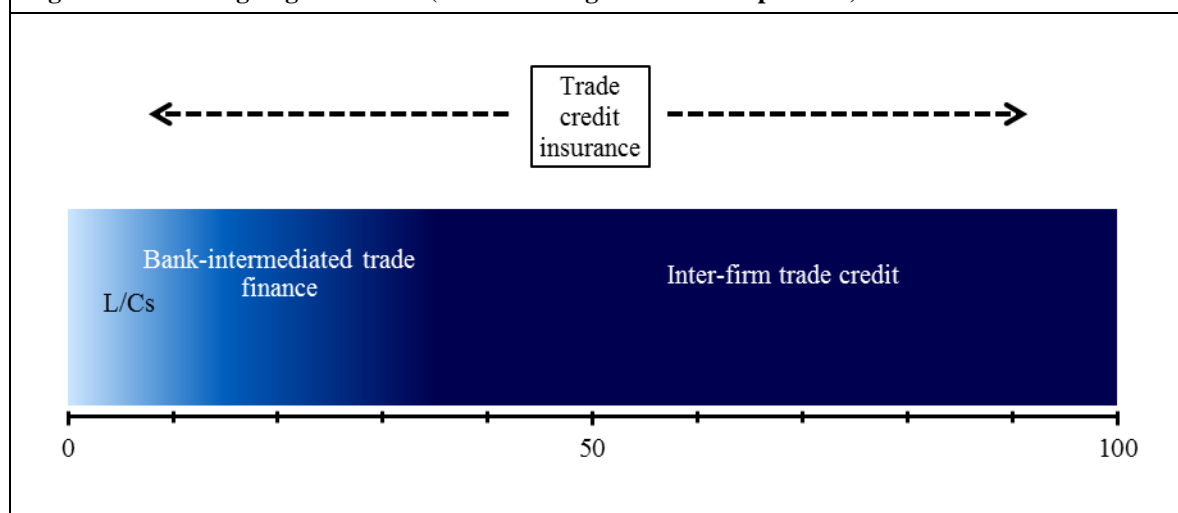 Trade
credit
insurance
Bank-intermediated trade
finance
Inter-firm trade credit
L/Cs
0 50 100